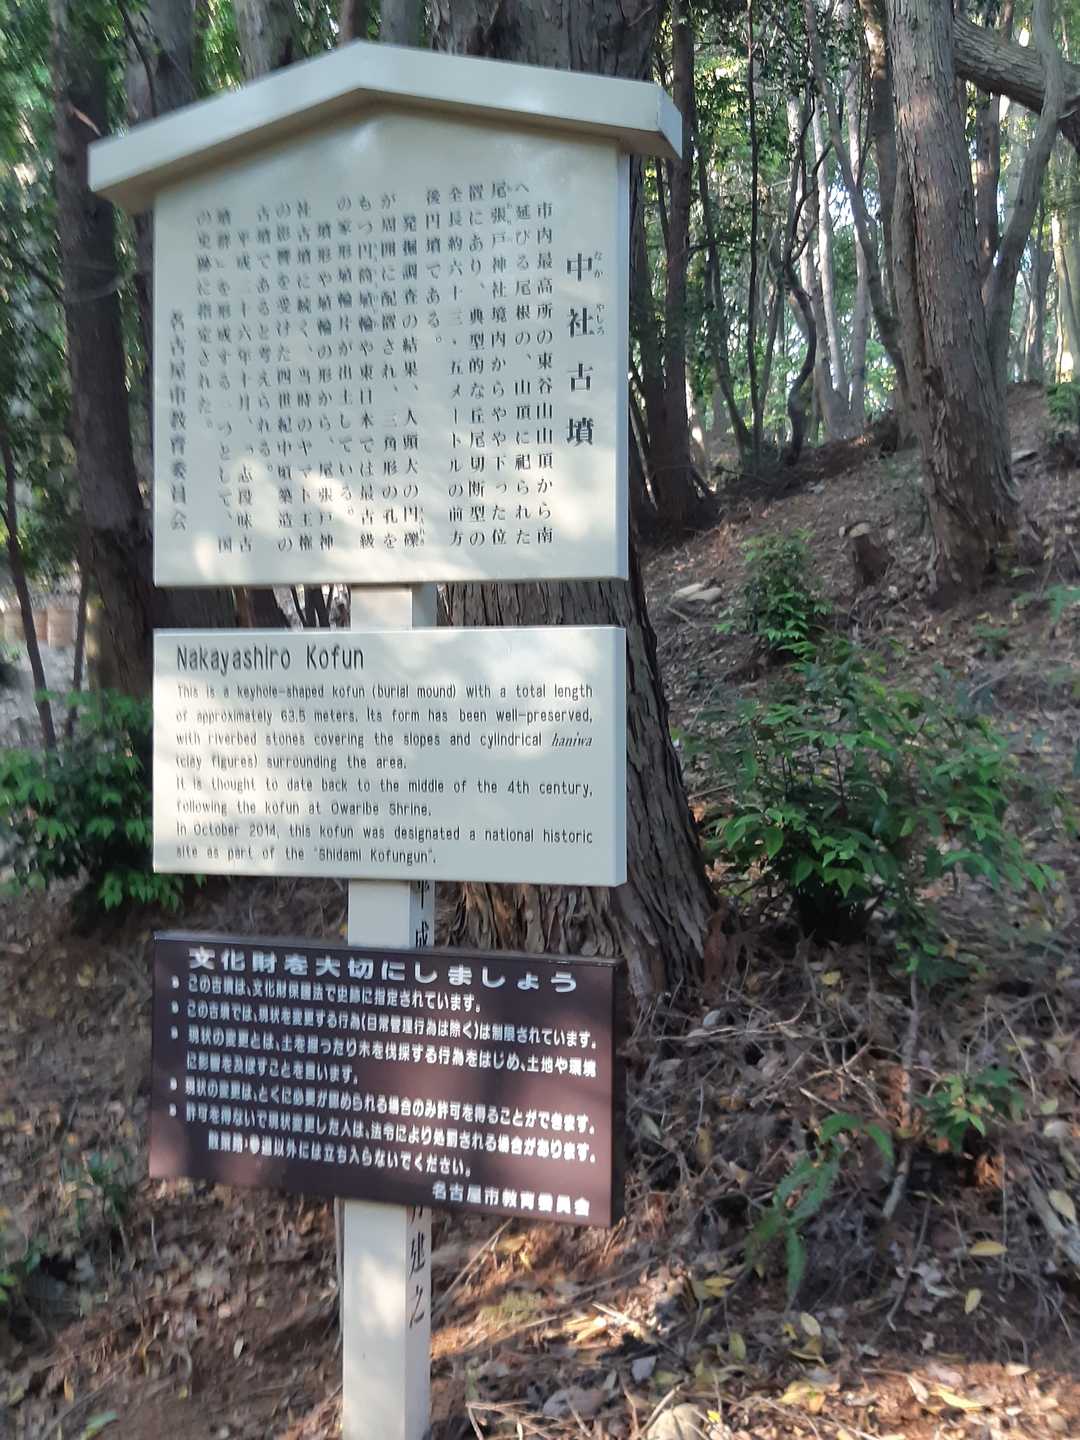 中社古墳
なか やしろ
市内最高所の東谷山山頂から南
へ延びる尾根の、山頂に祀られた
尾張戸神社境内からやや下った位
置にあり、典型的な丘尾切断型の
全長約六十三・五メートルの前方
後円墳である。
発掘調査の結果、人頭大の円礫
が周囲に配置され、三角形の孔を
もつ円筒埴輪や東日本では最古級
の家形埴輪片が出土している。
墳形や埴輪の形から、尾張戸神
社古墳に続く、当時のヤマト王権
の影響を受けた四世紀中頃築造の
古墳であると考えられる。
平成二十六年十月、「志段味古
墳群」を形成する一つとして、国
の史跡に指定された。
名古屋市教育委員会
Nakayashiro Kofun
This is a keyhole-shaped kofun (burial mound) with a total length
of approximately 63.5 meters. Its form has been well-preserved,
with riverbed stones covering the slopes and cylindrical haniwa
(clay figures) surrounding the area.
It is thought to date back to the middle of the 4th century,
following the kofun at Owaribe Shrine.
In October 2014, this kofun was designated a national historic
site as part of the "Shidami Kofungun".
文化財を大切にしましょう
• この古墳は、文化財保護法で史跡に指定されています。
• この古墳では、現状を変更する行為(日常管理行為は除く)は制限されています。
• 現状の変更とは、土を掘ったり木を伐採する行為をはじめ、土地や環境
に影響を及ぼすことを言います。
• 現状の変更は、とくに必要が認められる場合のみ許可を得ることができます。
• 許可を得ないで現状変更した人は、法令により処罰される場合があります。
散策路・参道以外には立ち入らないでください。
名古屋市教育委員会
平成
建之